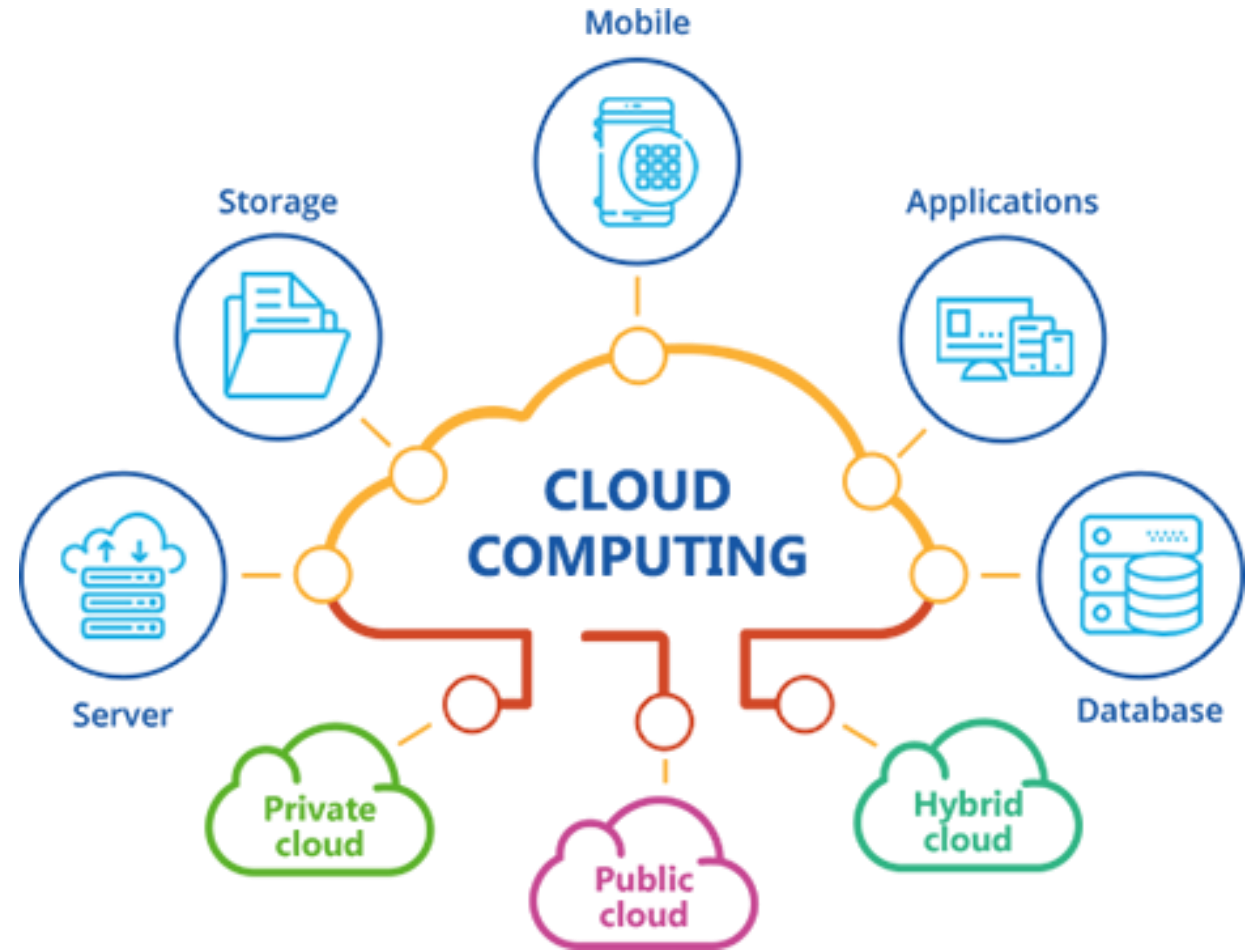 Mobile
Storage
Applications
CLOUD
COMPUTING
Server
Database
Private
cloud
Public
cloud
Hybrid
cloud